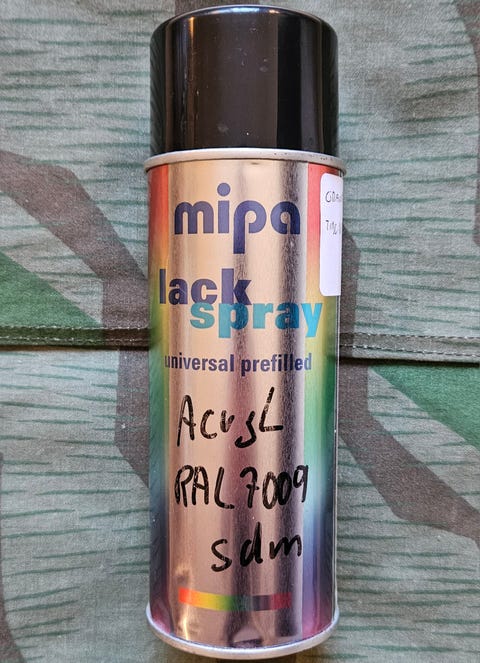 mipa
lack
spray
universal prefilled
Acryl
RAL7009
sdm